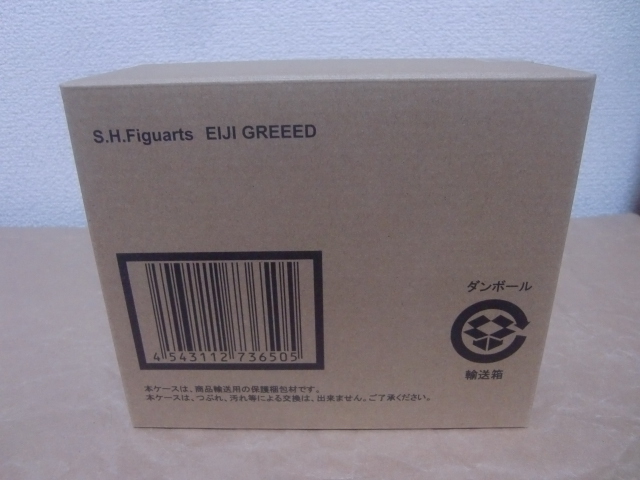 S.H.Figuarts EIJI GREEED
4 543112 736505
ダンボール
輸送箱
本ケースは、商品輸送用の保護梱包材です。
本ケースは、つぶれ、汚れ等による交換は、出来ません。ご了承ください。